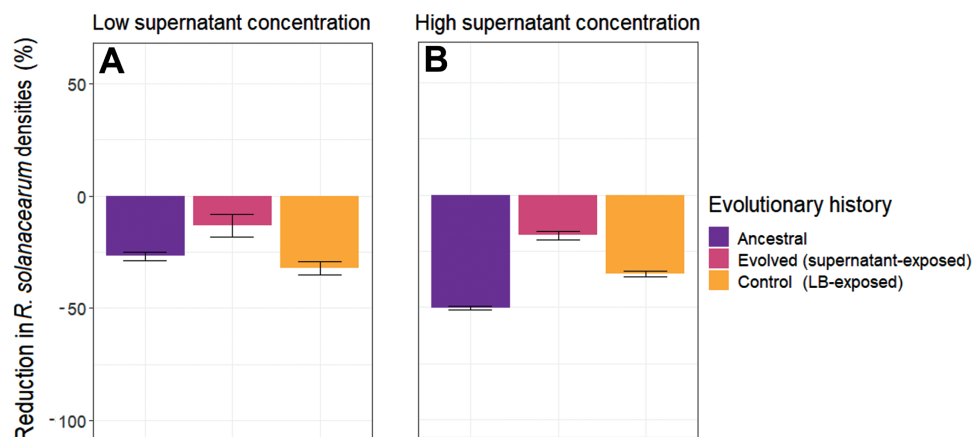 Low supernatant concentration
High supernatant concentration
A
B
Reduction in R. solanacearum densities (%)
50
0
-50
-100
Evolutionary history
Ancestral
Evolved (supernatant-exposed)
Control (LB-exposed)